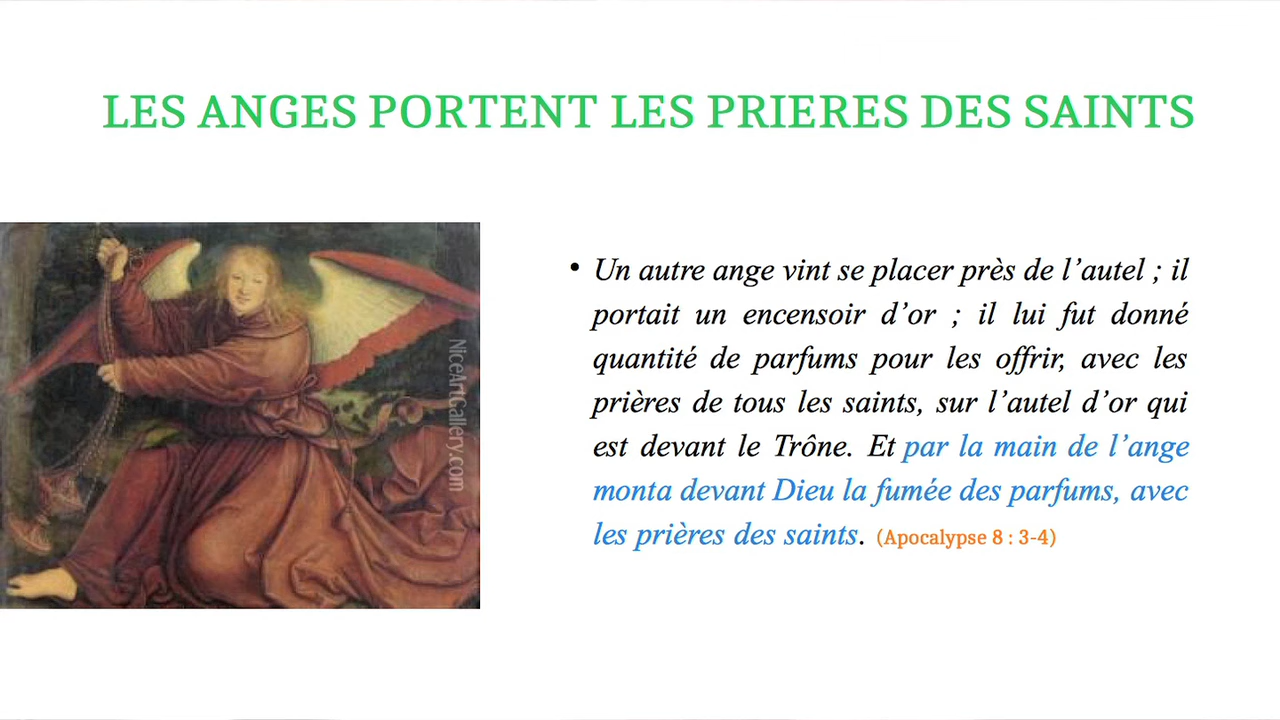 LES ANGES PORTENT LES PRIERES DES SAINTS
NiceArtGallery.com
• Un autre ange vint se placer près de l’autel ; il
portait un encensoir d’or ; il lui fut donné
quantité de parfums pour les offrir, avec les
prières de tous les saints, sur l’autel d’or qui
est devant le Trône. Et par la main de l’ange
monta devant Dieu la fumée des parfums, avec
les prières des saints. (Apocalypse 8 : 3-4)